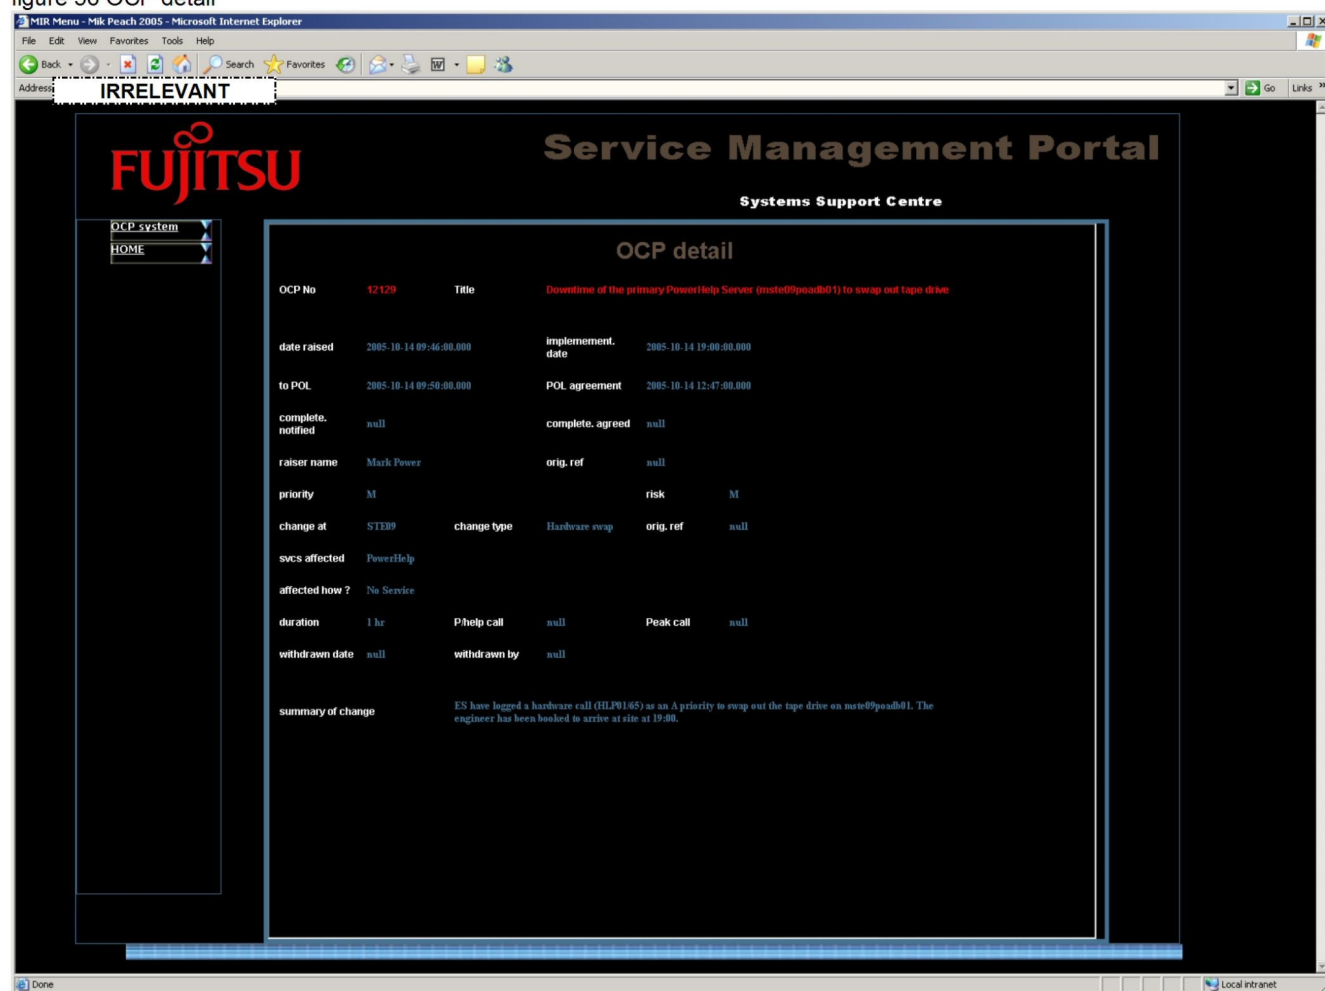 figure 30 OCP detail
MIR Menu - Mik Peach 2005 - Microsoft Internet Explorer
File Edit View Favorites Tools Help
Back Search Favorites
Address IRRELEVANT Go Links »
FUJITSU
Service Management Portal
Systems Support Centre
OCP system
HOME
OCP detail
OCP No 12129 Title Downtime of the primary PowerHelp Server (mste09poadb01) to swap out tape drive
date raised 2005-10-14 09:46:00.000 implemement. date 2005-10-14 19:00:00.000
to POL 2005-10-14 09:50:00.000 POL agreement 2005-10-14 12:47:00.000
complete. notified null complete. agreed null
raiser name Mark Power orig. ref null
priority M risk M
change at STE09 change type Hardware swap orig. ref null
svcs affected PowerHelp
affected how ? No Service
duration 1 hr P/help call null Peak call null
withdrawn date null withdrawn by null
summary of change ES have logged a hardware call (HLP01/65) as an A priority to swap out the tape drive on mste09poadb01. The
engineer has been booked to arrive at site at 19:00.
Done Local intranet